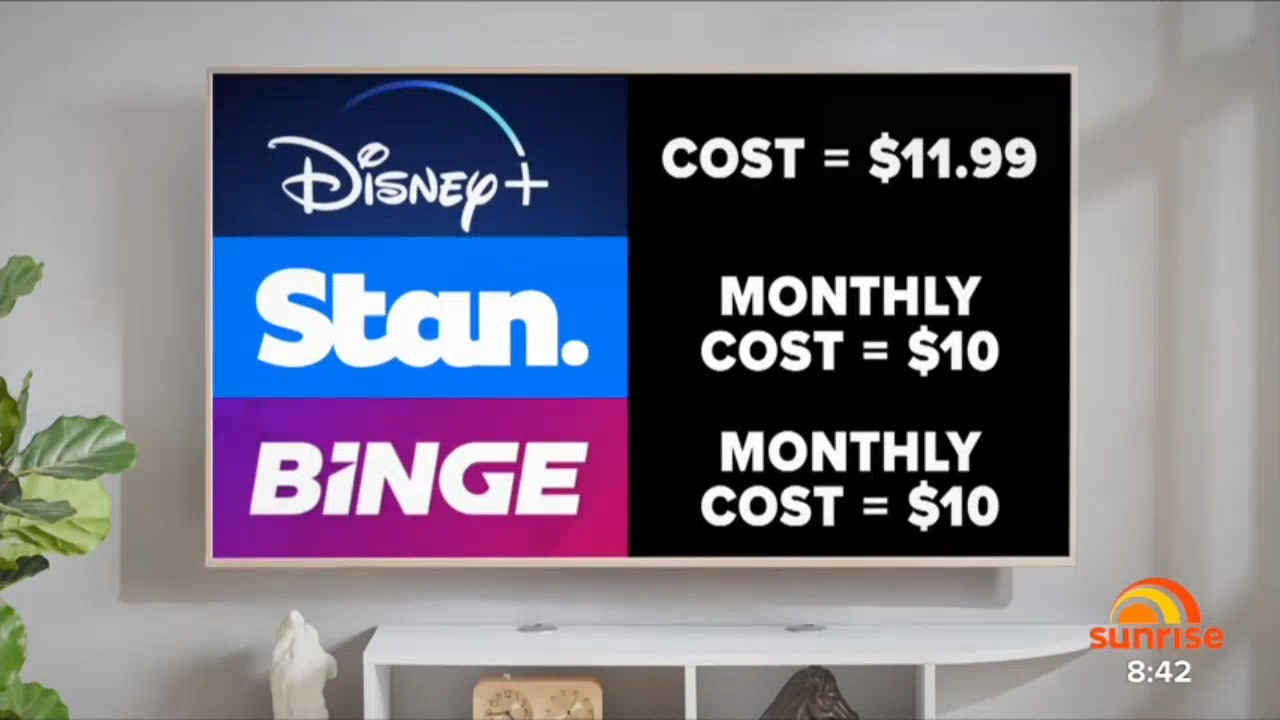 Disney+
COST = $11.99
Stan.
MONTHLY
COST = $10
BiNGE
MONTHLY
COST = $10
sunrise
8:42